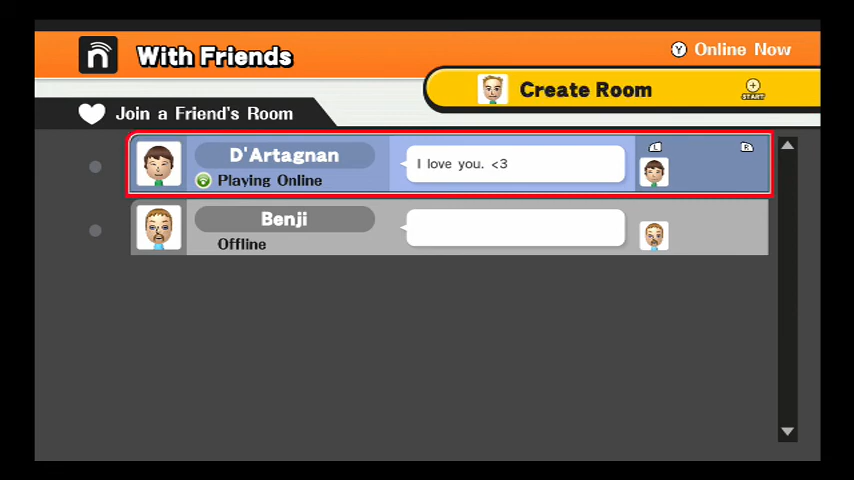 n With Friends
Y Online Now
Create Room
START
Join a Friend's Room
D'Artagnan
Playing Online
I love you. <3
L
R
Benji
Offline